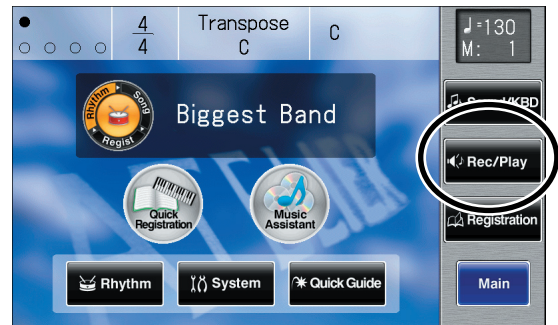 4
4
Transpose
C
C
♩=130
M: 1
Rhythm
Song
Regist
Biggest Band
Quick
Registration
Music
Assistant
Rhythm
System
Quick Guide
Rec/Play
Registration
Main